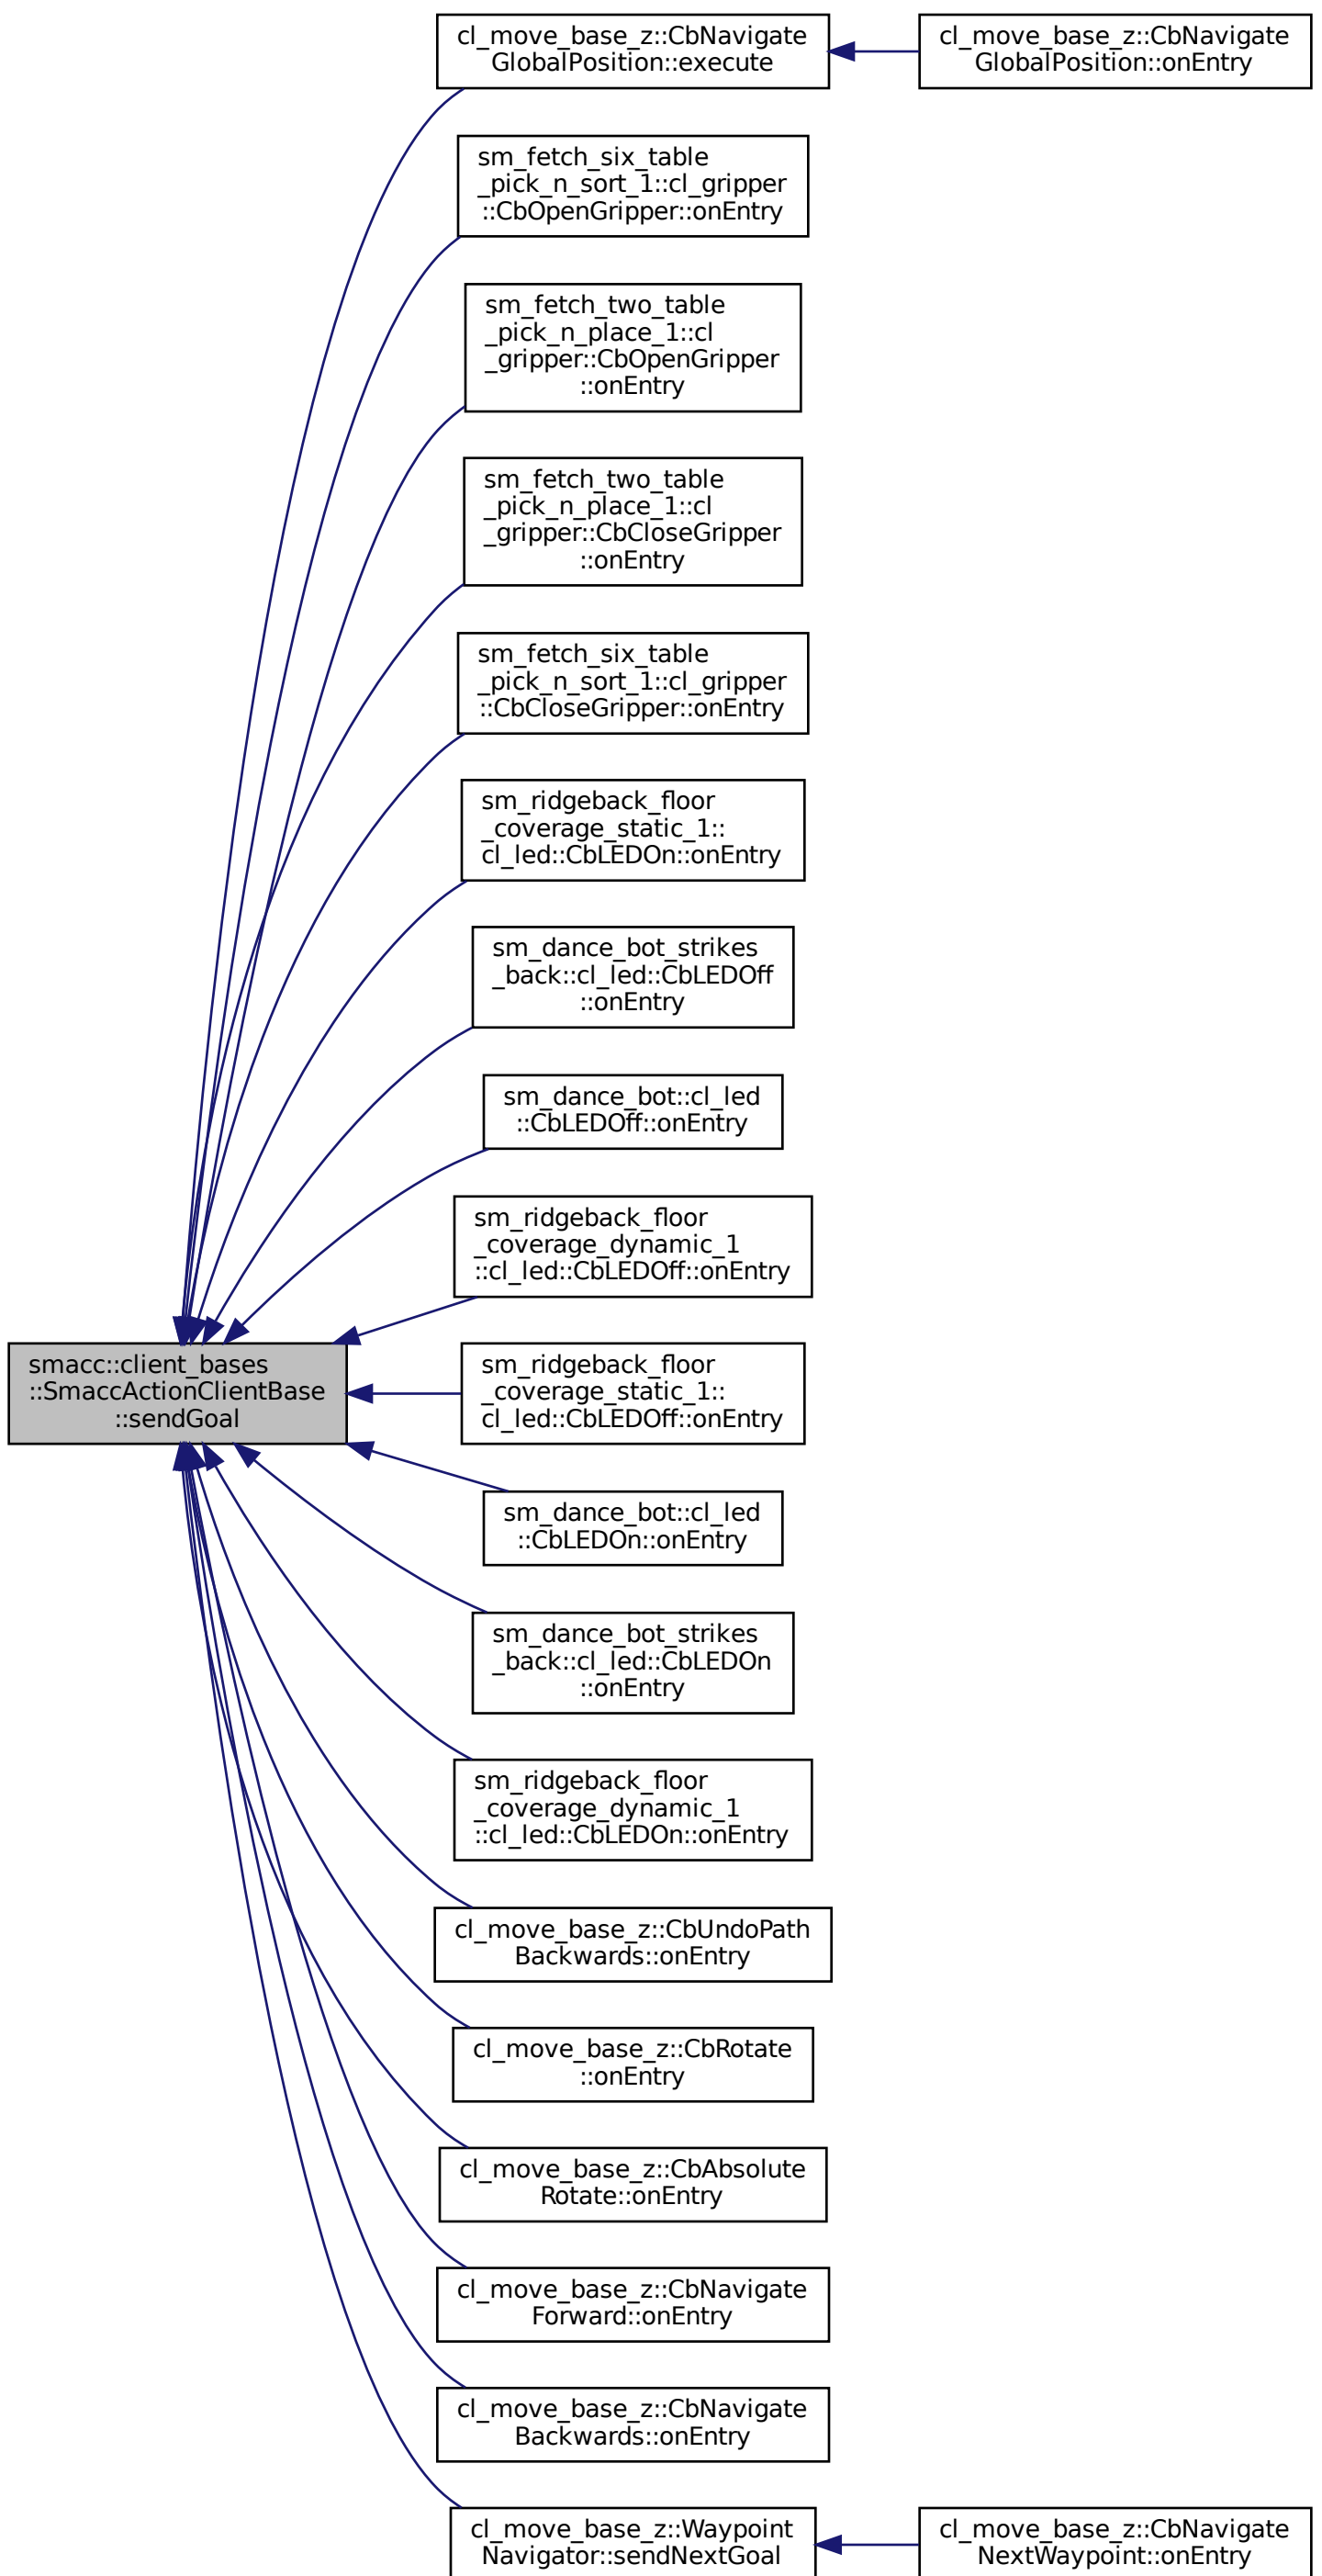 cl_move_base_z::CbNavigate
GlobalPosition::execute
cl_move_base_z::CbNavigate
GlobalPosition::onEntry
sm_fetch_six_table
_pick_n_sort_1::cl_gripper
::CbOpenGripper::onEntry
sm_fetch_two_table
_pick_n_place_1::cl
_gripper::CbOpenGripper
::onEntry
sm_fetch_two_table
_pick_n_place_1::cl
_gripper::CbCloseGripper
::onEntry
sm_fetch_six_table
_pick_n_sort_1::cl_gripper
::CbCloseGripper::onEntry
sm_ridgeback_floor
_coverage_static_1::
cl_led::CbLEDOn::onEntry
sm_dance_bot_strikes
_back::cl_led::CbLEDOff
::onEntry
sm_dance_bot::cl_led
::CbLEDOff::onEntry
sm_ridgeback_floor
_coverage_dynamic_1
::cl_led::CbLEDOff::onEntry
smacc::client_bases
::SmaccActionClientBase
::sendGoal
sm_ridgeback_floor
_coverage_static_1::
cl_led::CbLEDOff::onEntry
sm_dance_bot::cl_led
::CbLEDOn::onEntry
sm_dance_bot_strikes
_back::cl_led::CbLEDOn
::onEntry
sm_ridgeback_floor
_coverage_dynamic_1
::cl_led::CbLEDOn::onEntry
cl_move_base_z::CbUndoPath
Backwards::onEntry
cl_move_base_z::CbRotate
::onEntry
cl_move_base_z::CbAbsolute
Rotate::onEntry
cl_move_base_z::CbNavigate
Forward::onEntry
cl_move_base_z::CbNavigate
Backwards::onEntry
cl_move_base_z::Waypoint
Navigator::sendNextGoal
cl_move_base_z::CbNavigate
NextWaypoint::onEntry